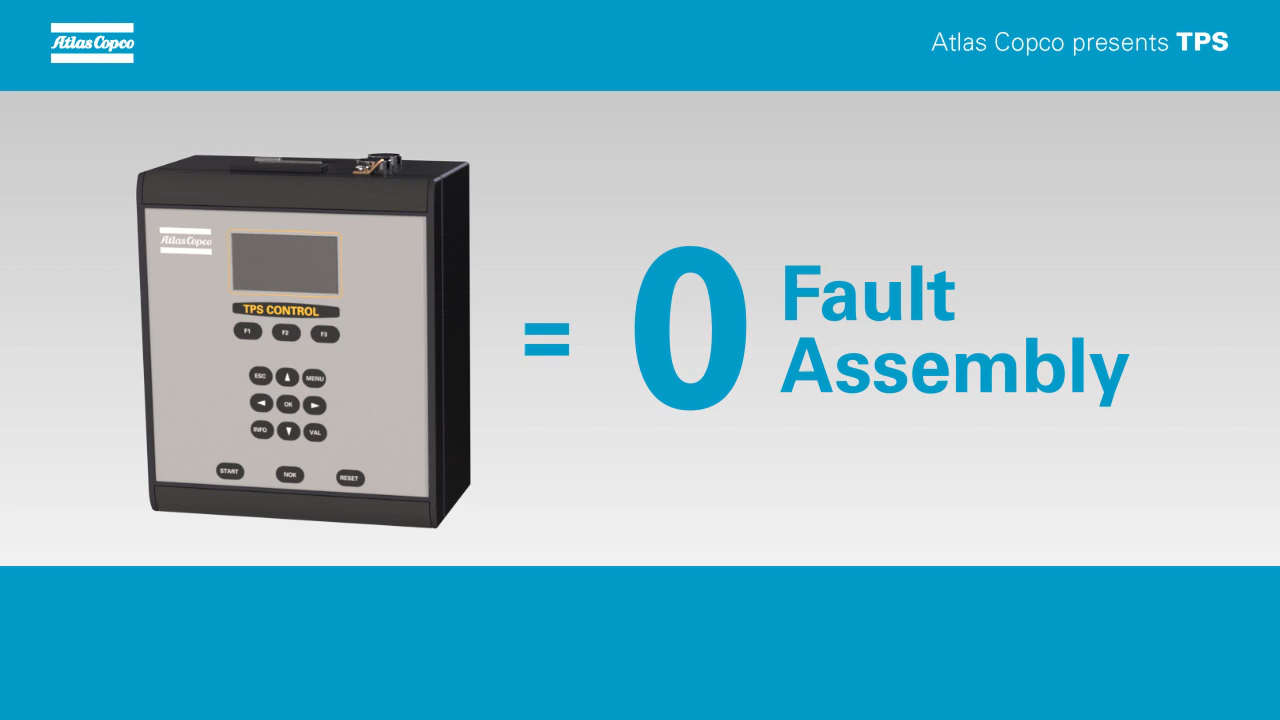 Atlas Copco
Atlas Copco presents TPS
Atlas Copco
TPS CONTROL
F1 F2 F3
ESC MENU
OK
INFO VAL
START NOK RESET
= 0 Fault
Assembly